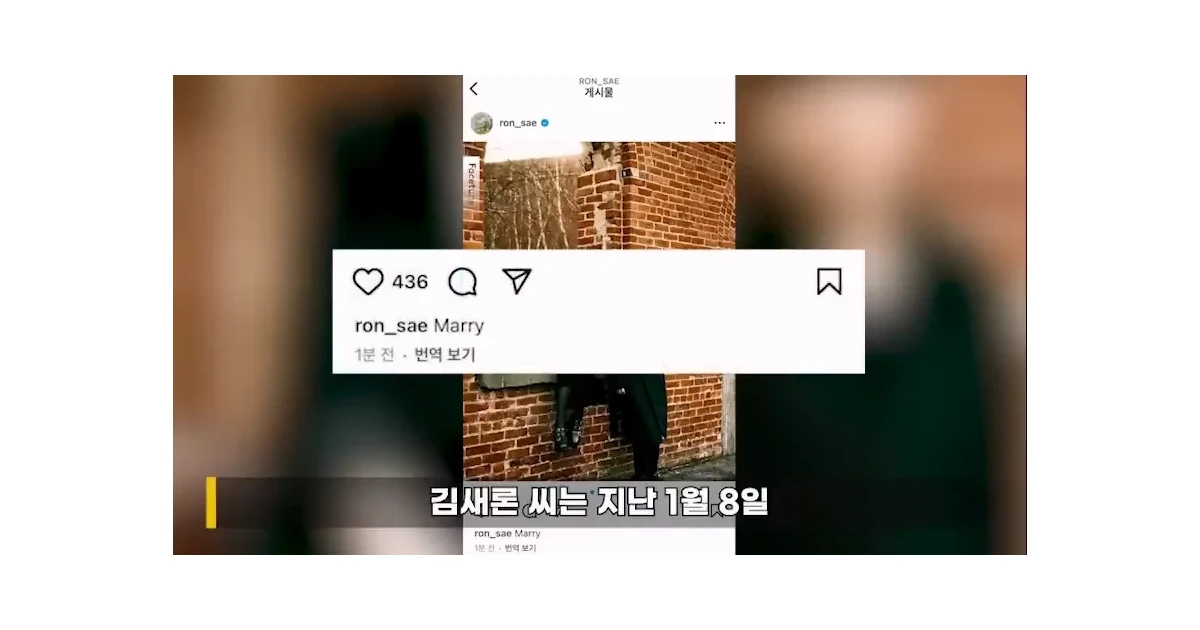 RON_SAE
게시물
ron_sae
436
ron_sae Marry
1분 전 · 번역 보기
김새론 씨는 지난 1월 8일
ron_sae Marry
1분 전 · 번역 보기